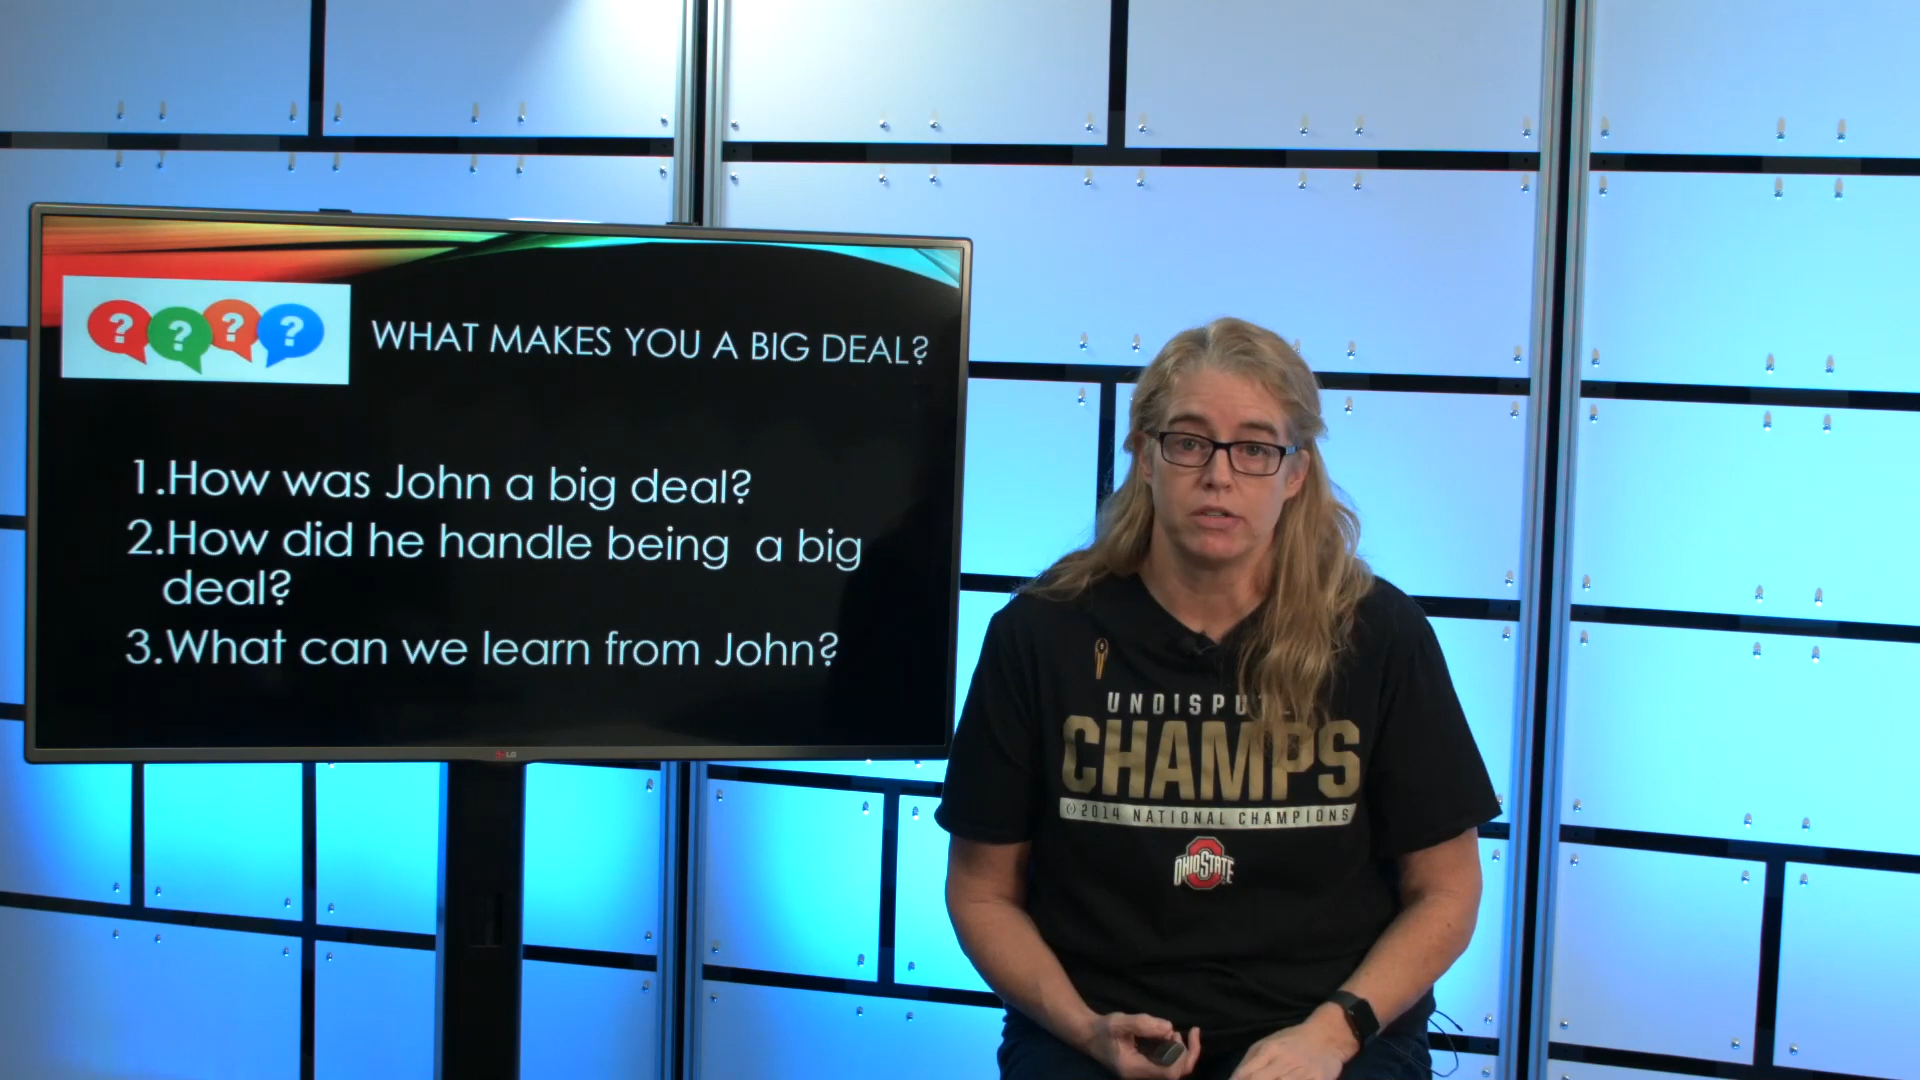 ? ? ? ?
WHAT MAKES YOU A BIG DEAL?
1.How was John a big deal?
2.How did he handle being a big
deal?
3.What can we learn from John?
LG
CHAMPS
2014 NATIONAL CHAMPIONS
OHIO STATE